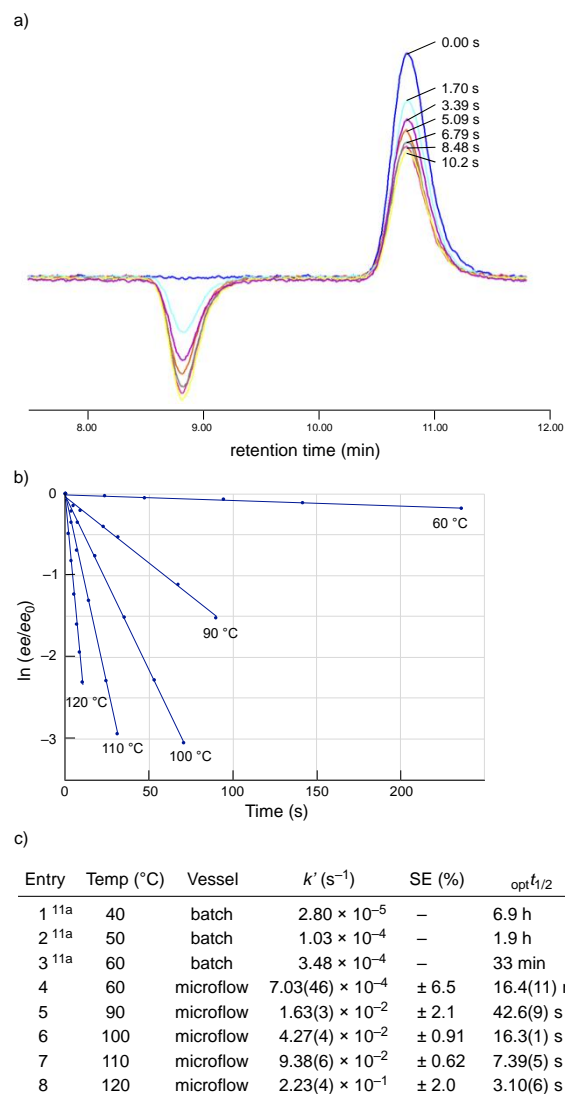 a)
0.00 s
1.70 s
3.39 s
5.09 s
6.79 s
8.48 s
10.2 s
8.00 9.00 10.00 11.00 12.00
retention time (min)
b)
0
−1
−2
−3
ln (ee/ee0)
60 °C
90 °C
120 °C
110 °C
100 °C
0 50 100 150 200
Time (s)
c)
Entry Temp (°C) Vessel k’ (s–1) SE (%) opt t1/2
1 11a 40 batch 2.80 × 10–5 – 6.9 h
2 11a 50 batch 1.03 × 10–4 – 1.9 h
3 11a 60 batch 3.48 × 10–4 – 33 min
4 60 microflow 7.03(46) × 10–4 ± 6.5 16.4(11)
5 90 microflow 1.63(3) × 10–2 ± 2.1 42.6(9) s
6 100 microflow 4.27(4) × 10–2 ± 0.91 16.3(1) s
7 110 microflow 9.38(6) × 10–2 ± 0.62 7.39(5) s
8 120 microflow 2.23(4) × 10–1 ± 2.0 3.10(6) s